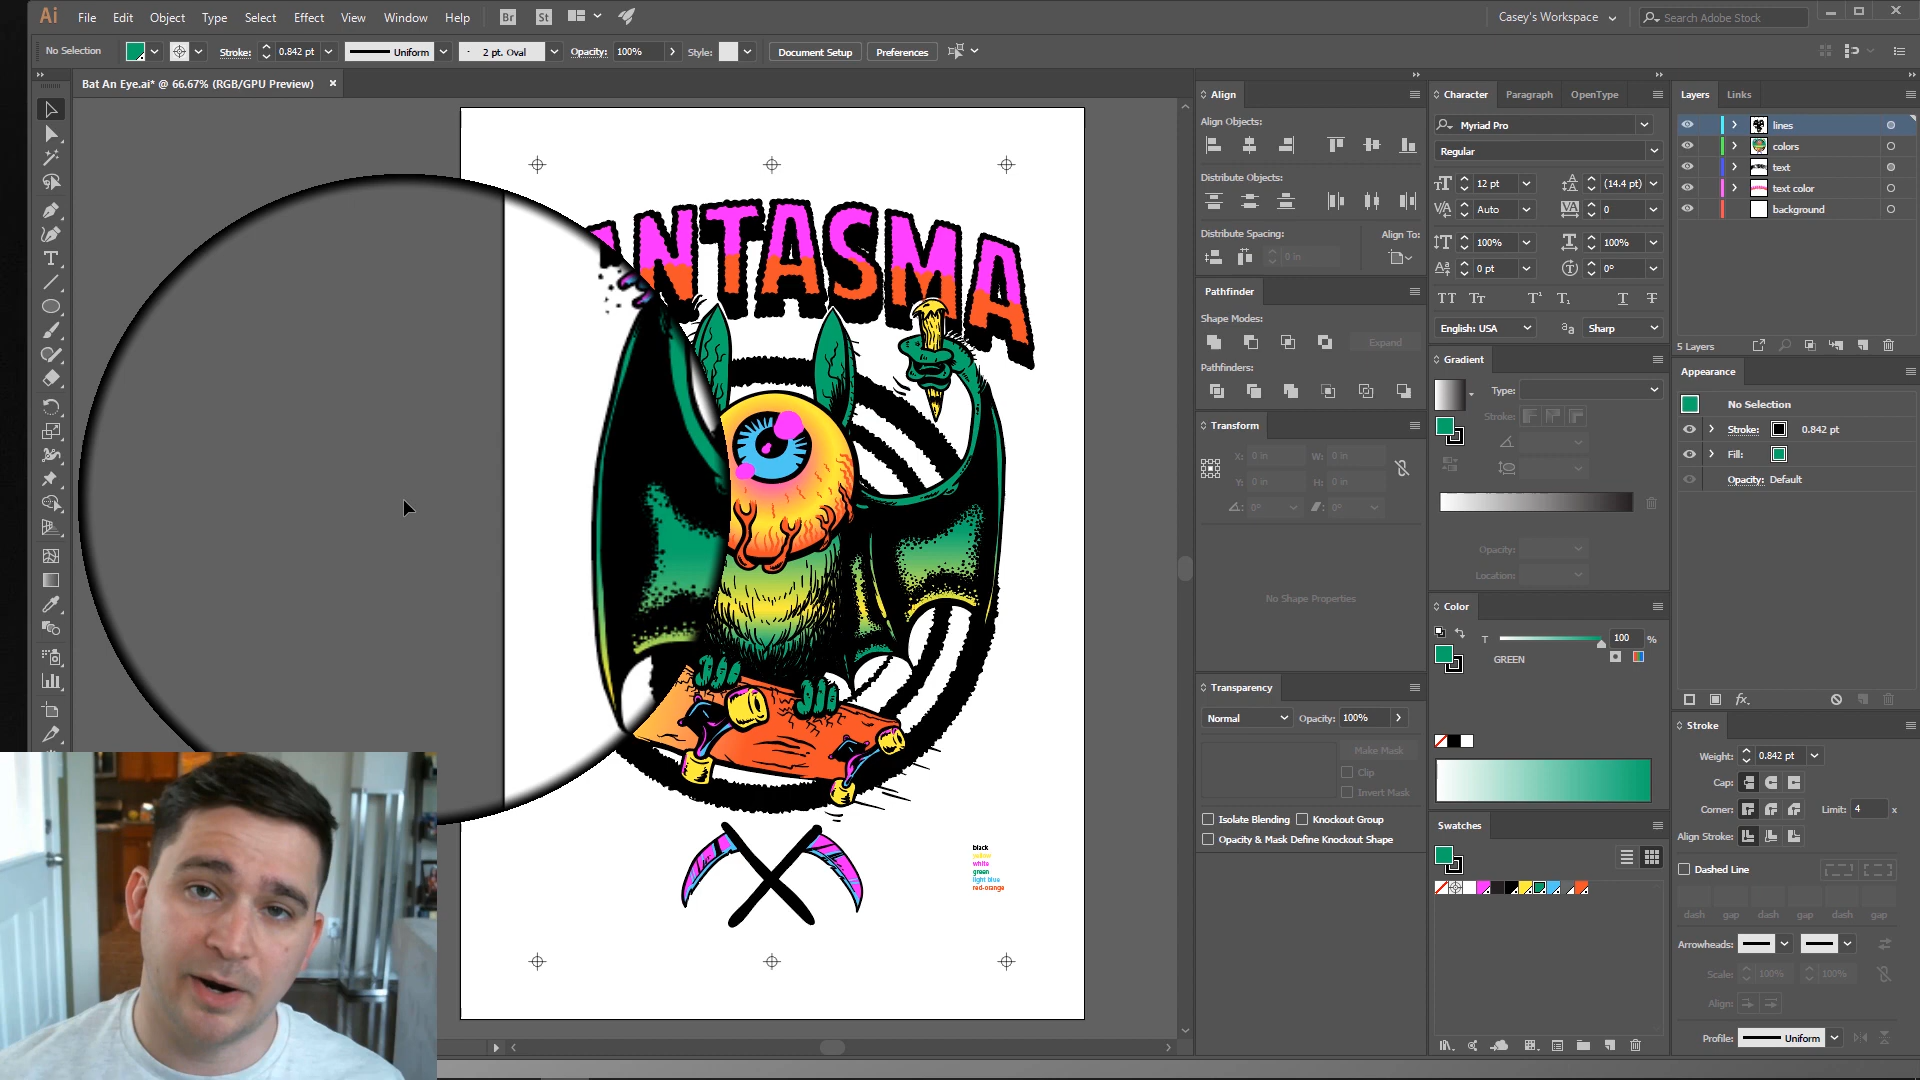 Ai File Edit Object Type Select Effect View Window Help Br St Casey's Workspace Search Adobe Stock
No Selection Stroke: 0.842 pt Uniform 2 pt. Oval Opacity: 100% Style: Document Setup Preferences
Bat An Eye.ai* @ 66.67% (RGB/GPU Preview)
ANTASMA
black
yellow
white
green
light blue
red-orange
Align
Align Objects:
Distribute Objects:
Distribute Spacing: Align To:
0 in
Pathfinder
Shape Modes:
Expand
Pathfinders:
Transform
X: 0 in W: 0 in
Y: 0 in H: 0 in
0° 0°
No Shape Properties
Transparency
Normal Opacity: 100%
Make Mask
Clip
Invert Mask
Isolate Blending Knockout Group
Opacity & Mask Define Knockout Shape
Character Paragraph OpenType
Myriad Pro
Regular
12 pt (14.4 pt)
Auto 0
100% 100%
0 pt 0°
English: USA Sharp
Gradient
Type:
Stroke:
Opacity:
Location:
Color
T 100 %
GREEN
Swatches
Layers Links
lines
colors
text
text color
background
5 Layers
Appearance
No Selection
Stroke: 0.842 pt
Fill:
Opacity: Default
Stroke
Weight: 0.842 pt
Cap:
Corner: Limit: 4 x
Align Stroke:
Dashed Line
dash gap dash gap dash gap
Arrowheads:
Scale: 100% 100%
Align:
Profile: Uniform